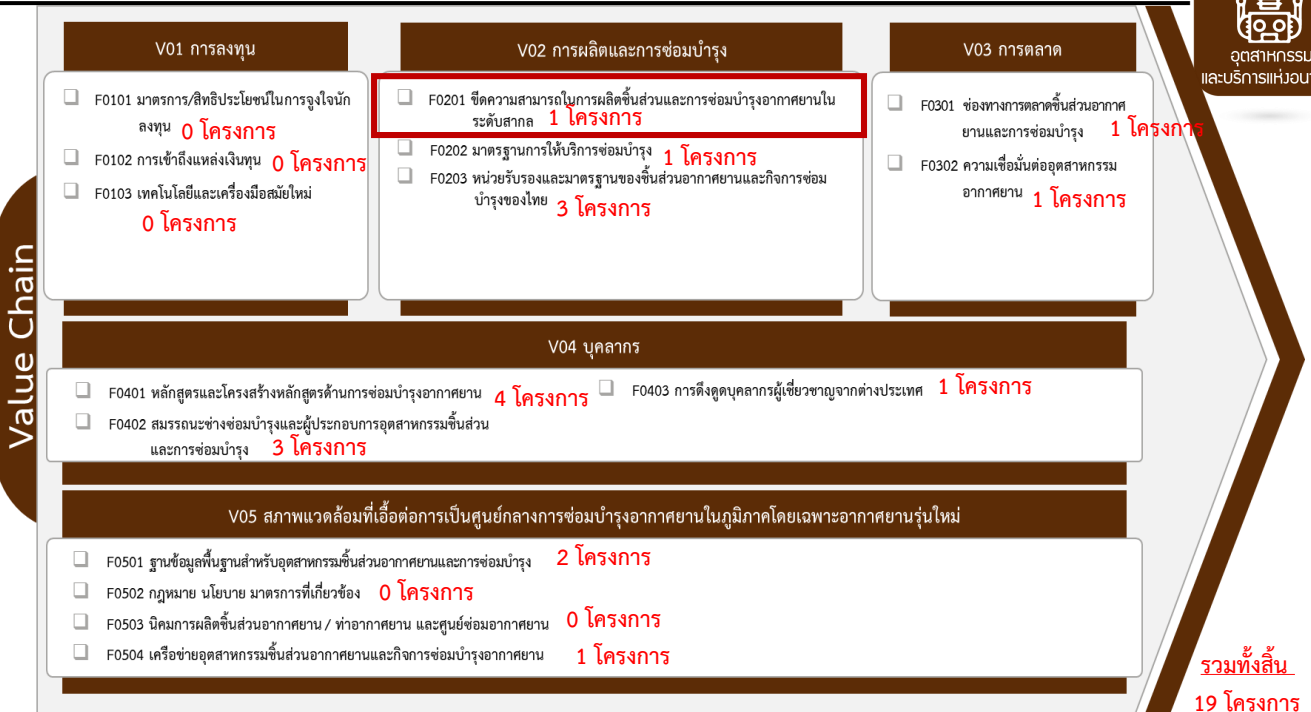 อุตสาหกรรม
และบริการแห่งอนา
Value Chain
V01 การลงทุน
F0101 มาตรการ/สิทธิประโยชน์ในการจูงใจนัก
ลงทุน 0 โครงการ
F0102 การเข้าถึงแหล่งเงินทุน 0 โครงการ
F0103 เทคโนโลยีและเครื่องมือสมัยใหม่
0 โครงการ
V02 การผลิตและการซ่อมบำรุง
F0201 ขีดความสามารถในการผลิตชิ้นส่วนและการซ่อมบำรุงอากาศยานใน
ระดับสากล 1 โครงการ
F0202 มาตรฐานการให้บริการซ่อมบำรุง 1 โครงการ
F0203 หน่วยรับรองและมาตรฐานของชิ้นส่วนอากาศยานและกิจการซ่อม
บำรุงของไทย 3 โครงการ
V03 การตลาด
F0301 ช่องทางการตลาดชิ้นส่วนอากาศ
ยานและการซ่อมบำรุง 1 โครงการ
F0302 ความเชื่อมั่นต่ออุตสาหกรรม
อากาศยาน 1 โครงการ
V04 บุคลากร
F0401 หลักสูตรและโครงสร้างหลักสูตรด้านการซ่อมบำรุงอากาศยาน 4 โครงการ
F0403 การดึงดูดบุคลากรผู้เชี่ยวชาญจากต่างประเทศ 1 โครงการ
F0402 สมรรถนะช่างซ่อมบำรุงและผู้ประกอบการอุตสาหกรรมชิ้นส่วน
และการซ่อมบำรุง 3 โครงการ
V05 สภาพแวดล้อมที่เอื้อต่อการเป็นศูนย์กลางการซ่อมบำรุงอากาศยานในภูมิภาคโดยเฉพาะอากาศยานรุ่นใหม่
F0501 ฐานข้อมูลพื้นฐานสำหรับอุตสาหกรรมชิ้นส่วนอากาศยานและการซ่อมบำรุง 2 โครงการ
F0502 กฎหมาย นโยบาย มาตรการที่เกี่ยวข้อง 0 โครงการ
F0503 นิคมการผลิตชิ้นส่วนอากาศยาน / ท่าอากาศยาน และศูนย์ซ่อมอากาศยาน 0 โครงการ
F0504 เครือข่ายอุตสาหกรรมชิ้นส่วนอากาศยานและกิจการซ่อมบำรุงอากาศยาน 1 โครงการ
รวมทั้งสิ้น
19 โครงการ